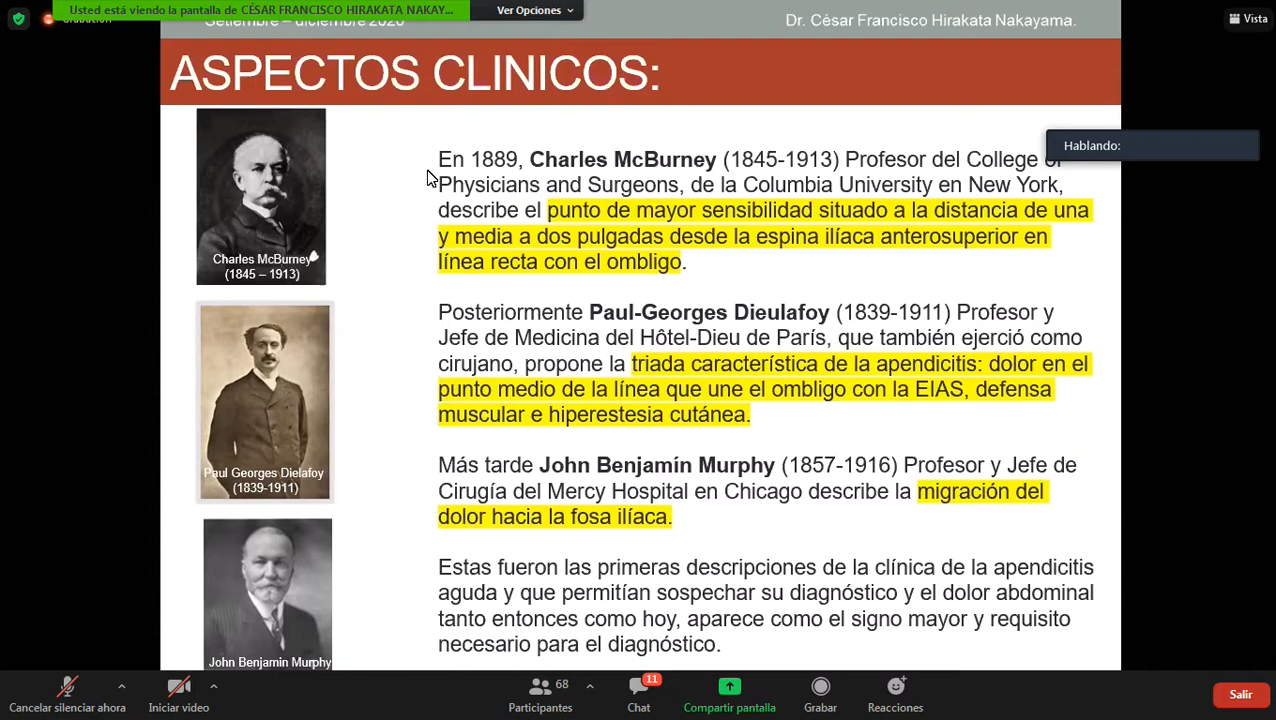 Usted está viendo la pantalla de CÉSAR FRANCISCO HIRAKATA NAKAY...
Ver Opciones
Grabación
Vista
Setiembre – diciembre 2020
Dr. César Francisco Hirakata Nakayama.
ASPECTOS CLINICOS:
Hablando:
Charles McBurney
(1845 – 1913)
En 1889, Charles McBurney (1845-1913) Profesor del College of
Physicians and Surgeons, de la Columbia University en New York,
describe el punto de mayor sensibilidad situado a la distancia de una
y media a dos pulgadas desde la espina ilíaca anterosuperior en
línea recta con el ombligo.
Paul Georges Dielafoy
(1839-1911)
Posteriormente Paul-Georges Dieulafoy (1839-1911) Profesor y
Jefe de Medicina del Hôtel-Dieu de París, que también ejerció como
cirujano, propone la triada característica de la apendicitis: dolor en el
punto medio de la línea que une el ombligo con la EIAS, defensa
muscular e hiperestesia cutánea.
John Benjamin Murphy
Más tarde John Benjamín Murphy (1857-1916) Profesor y Jefe de
Cirugía del Mercy Hospital en Chicago describe la migración del
dolor hacia la fosa ilíaca.
Estas fueron las primeras descripciones de la clínica de la apendicitis
aguda y que permitían sospechar su diagnóstico y el dolor abdominal
tanto entonces como hoy, aparece como el signo mayor y requisito
necesario para el diagnóstico.
Cancelar silenciar ahora
Iniciar video
68
Participantes
11
Chat
Compartir pantalla
Grabar
Reacciones
Salir